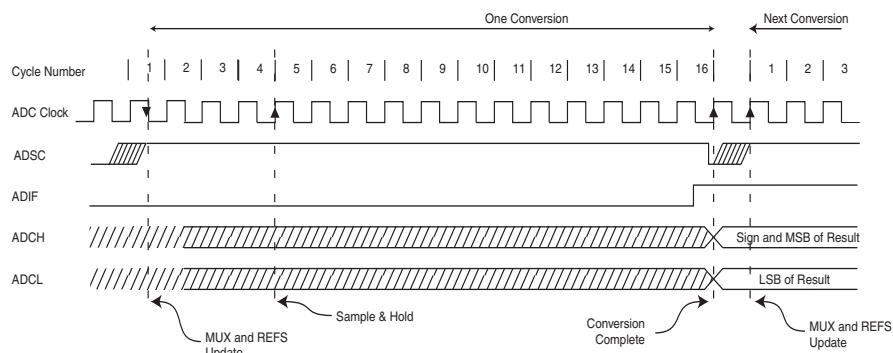 One Conversion
Next Conversion
Cycle Number 1 2 3 4 5 6 7 8 9 10 11 12 13 14 15 16 1 2 3
ADC Clock
ADSC
ADIF
ADCH
Sign and MSB of Result
ADCL
LSB of Result
MUX and REFS
Update
Sample & Hold
Conversion
Complete
MUX and REFS
Update